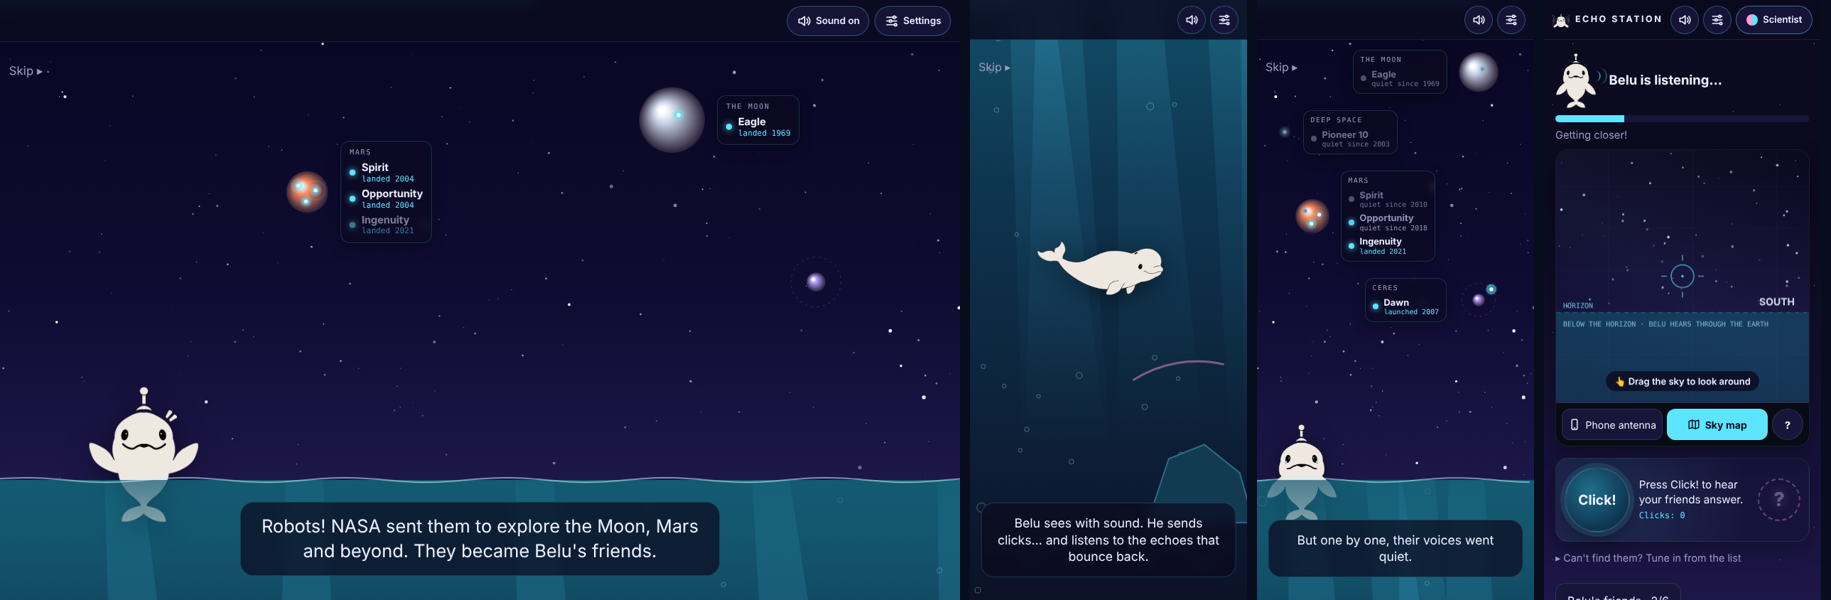 Sound on
Settings
Skip ▸
THE MOON
Eagle
landed 1969
MARS
Spirit
landed 2004
Opportunity
landed 2004
Ingenuity
landed 2021
Robots! NASA sent them to explore the Moon, Mars
and beyond. They became Belu's friends.
Skip ▸
Belu sees with sound. He sends
clicks... and listens to the echoes that
bounce back.
Skip ▸
THE MOON
Eagle
quiet since 1969
DEEP SPACE
Pioneer 10
quiet since 2003
MARS
Spirit
quiet since 2010
Opportunity
quiet since 2018
Ingenuity
landed 2021
CERES
Dawn
launched 2007
But one by one, their voices went
quiet.
ECHO STATION
Scientist
Belu is listening...
Getting closer!
SOUTH
HORIZON
BELOW THE HORIZON · BELU HEARS THROUGH THE EARTH
👆 Drag the sky to look around
Phone antenna
Sky map
?
Click!
Press Click! to hear
your friends answer.
Clicks: 0
?
▸ Can't find them? Tune in from the list